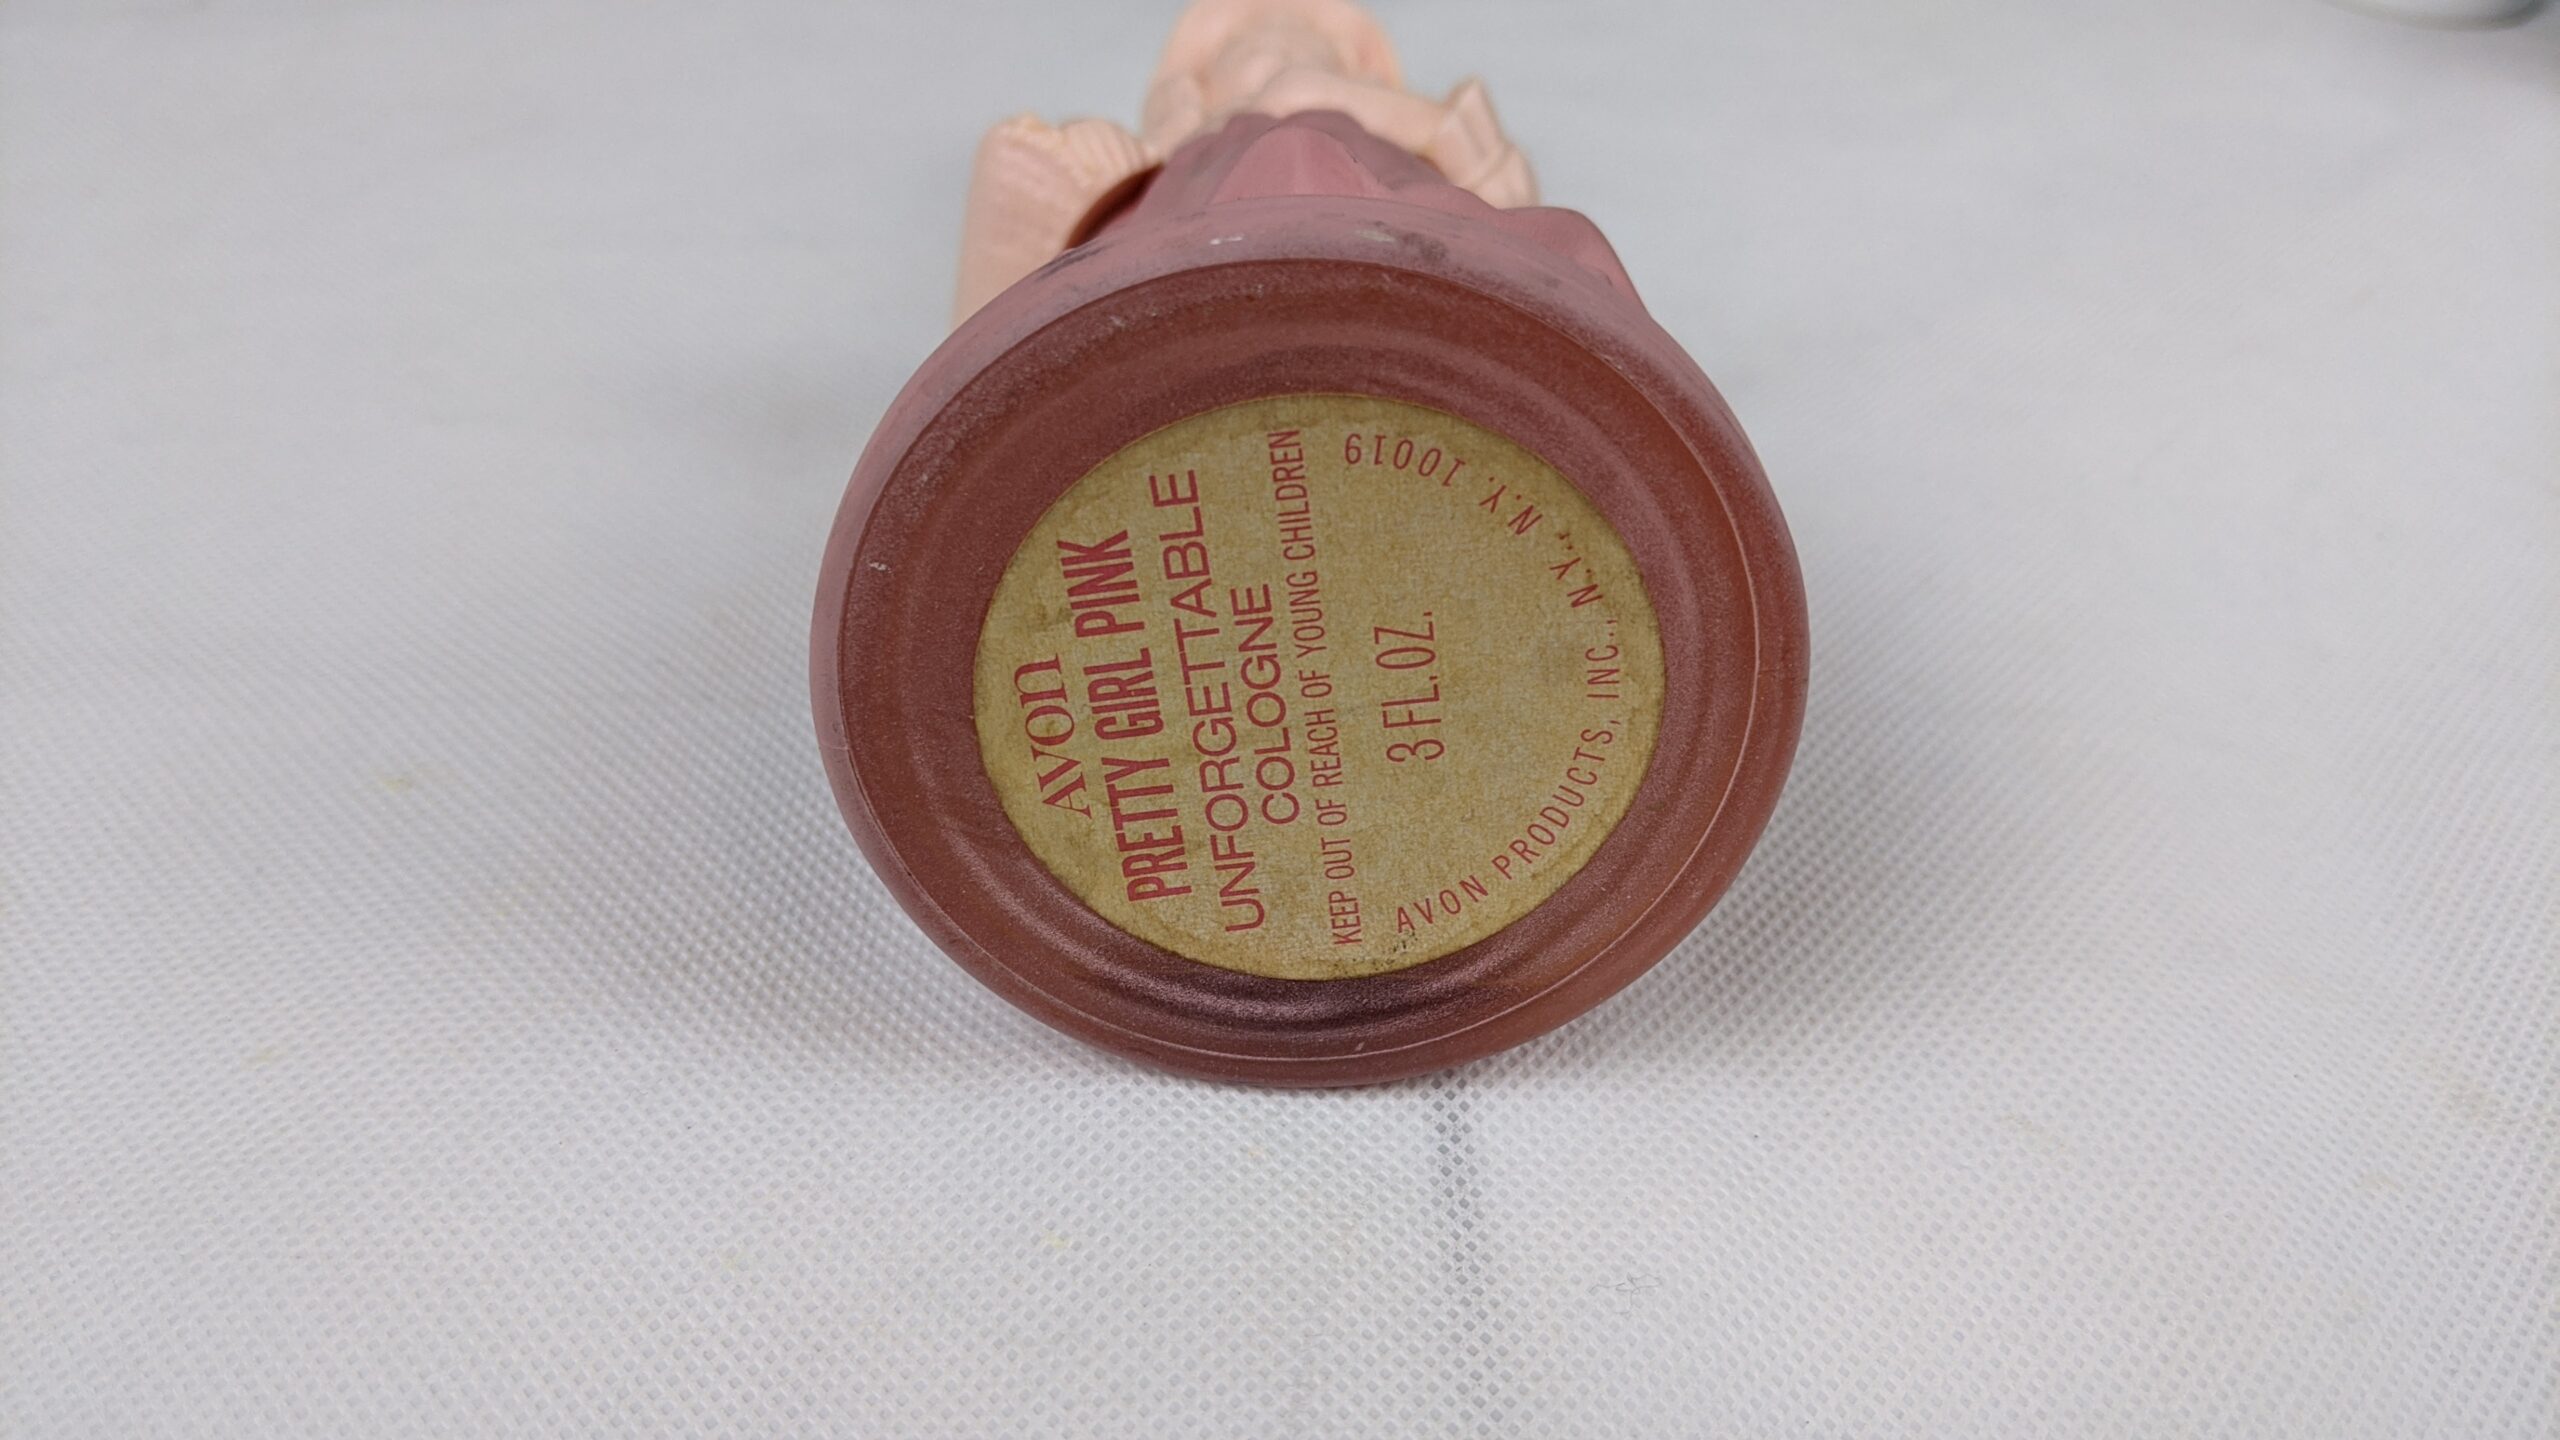 AVON
PRETTY GIRL PINK
UNFORGETTABLE
COLOGNE
KEEP OUT OF REACH OF YOUNG CHILDREN
3 FL. OZ.
AVON PRODUCTS, INC., N.Y., N.Y. 10019